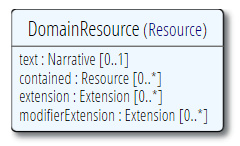 DomainResource (Resource)
text : Narrative [0..1]
contained : Resource [0..*]
extension : Extension [0..*]
modifierExtension : Extension [0..*]